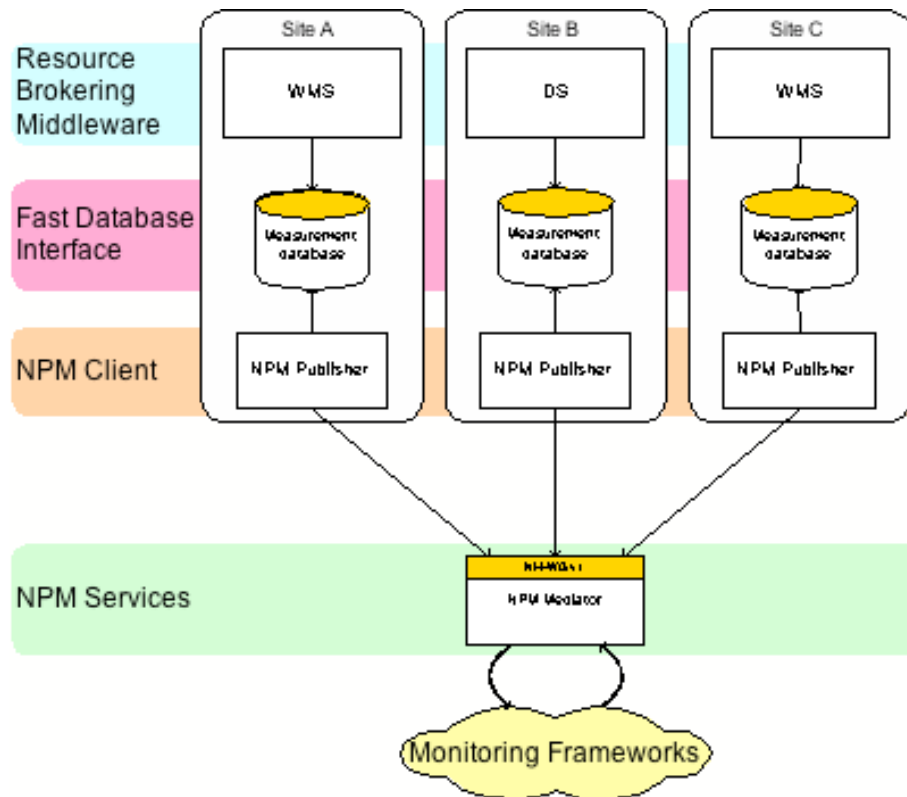 Site A
Site B
Site C
Resource
Brokering
Middleware
WMS
DS
WMS
Fast Database
Interface
Measurement
database
Measurement
database
Measurement
database
NPM Client
NPM Publisher
NPM Publisher
NPM Publisher
NPM Services
NPM Mediator
Monitoring Frameworks